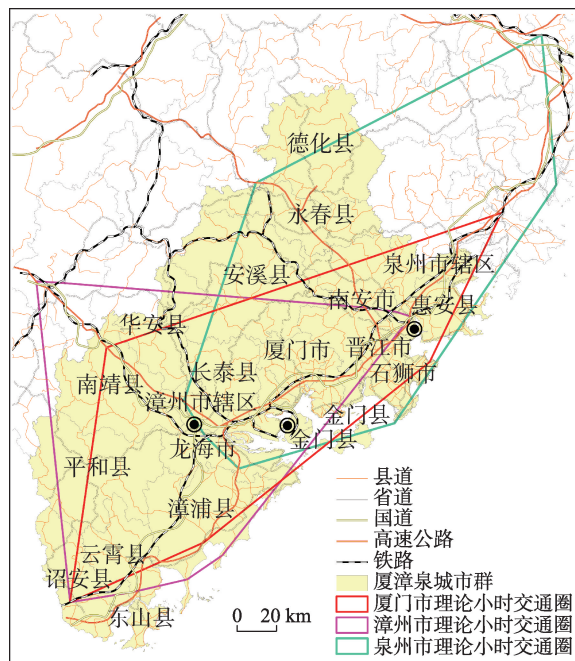 德化县
永春县
安溪县
泉州市辖区
南安市
惠安县
华安县
厦门市
晋江市
长泰县
石狮市
南靖县
漳州市辖区
金门县
龙海市
金门县
平和县
漳浦县
云霄县
诏安县
东山县
0 20 km
县道
省道
国道
高速公路
铁路
厦漳泉城市群
厦门市理论小时交通圈
漳州市理论小时交通圈
泉州市理论小时交通圈